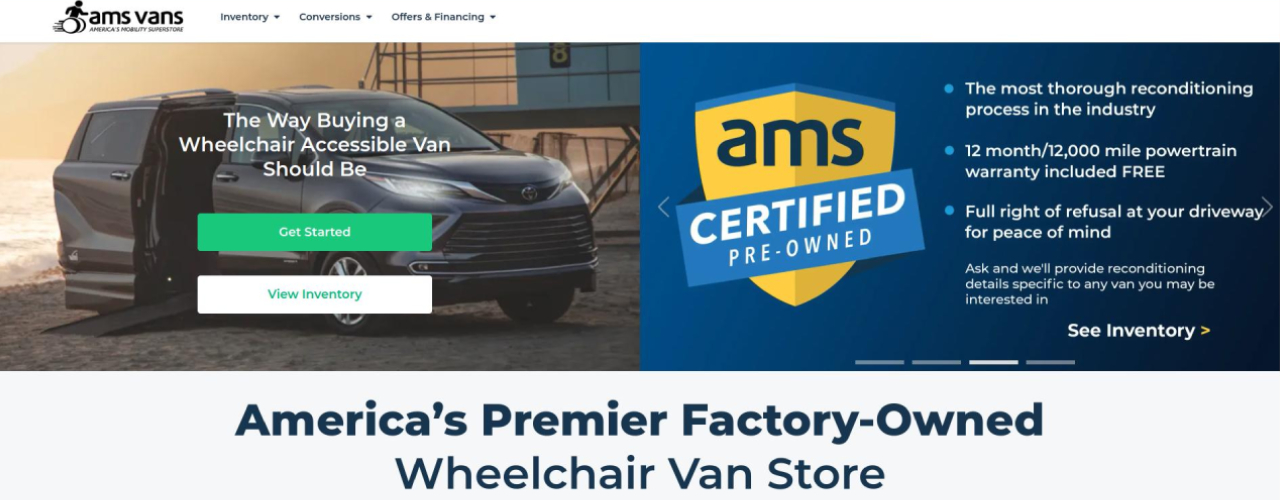 ams vans
AMERICA'S MOBILITY SUPERSTORE
Inventory
Conversions
Offers & Financing
8
The Way Buying a
Wheelchair Accessible Van
Should Be
Get Started
View Inventory
ams
CERTIFIED
PRE-OWNED
The most thorough reconditioning
process in the industry
12 month/12,000 mile powertrain
warranty included FREE
Full right of refusal at your driveway
for peace of mind
Ask and we'll provide reconditioning
details specific to any van you may be
interested in
See Inventory >
America’s Premier Factory-Owned
Wheelchair Van Store